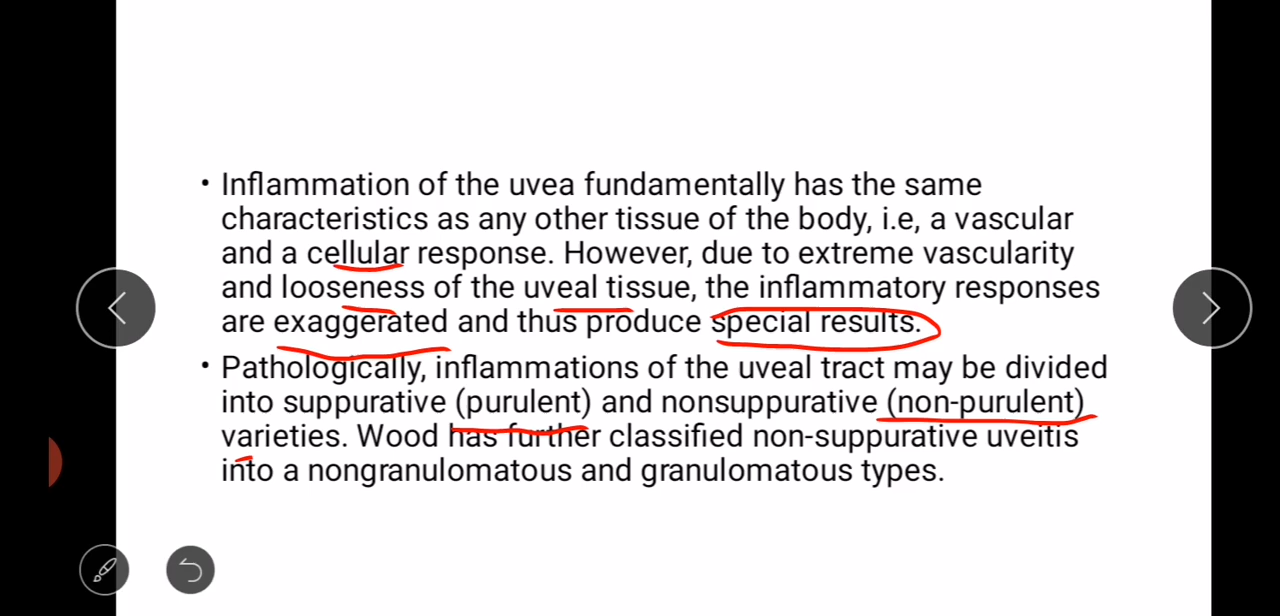 • Inflammation of the uvea fundamentally has the same
characteristics as any other tissue of the body, i.e, a vascular
and a cellular response. However, due to extreme vascularity
and looseness of the uveal tissue, the inflammatory responses
are exaggerated and thus produce special results.
• Pathologically, inflammations of the uveal tract may be divided
into suppurative (purulent) and nonsuppurative (non-purulent)
varieties. Wood has further classified non-suppurative uveitis
into a nongranulomatous and granulomatous types.